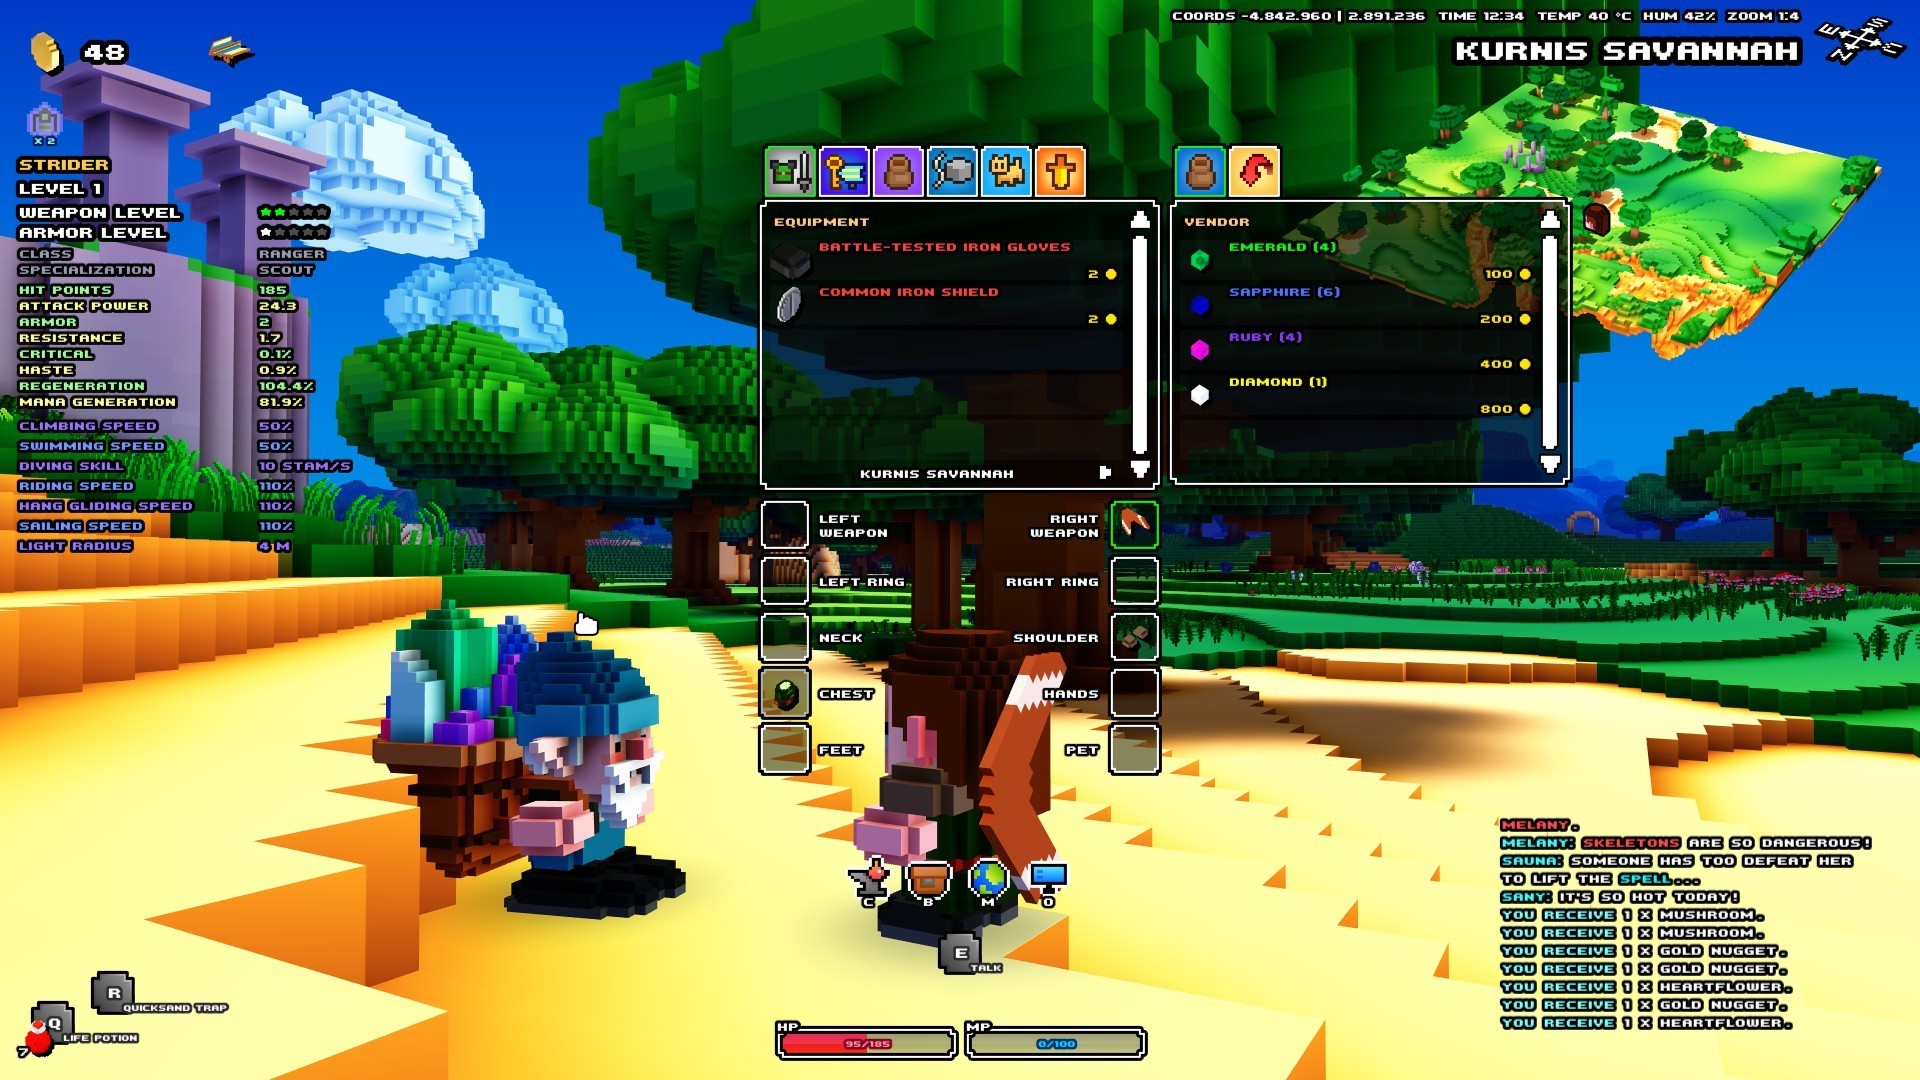 COORDS -4.842.960 | 2.891.236 TIME 12:34 TEMP 40 °C HUM 42% ZOOM 1:4
KURNIS SAVANNAH
W S N E
48
X 2
STRIDER
LEVEL 1
WEAPON LEVEL
ARMOR LEVEL
CLASS RANGER
SPECIALIZATION SCOUT
HIT POINTS 185
ATTACK POWER 24.3
ARMOR 2
RESISTANCE 1.7
CRITICAL 0.1%
HASTE 0.9%
REGENERATION 104.4%
MANA GENERATION 81.9%
CLIMBING SPEED 50%
SWIMMING SPEED 50%
DIVING SKILL 10 STAM/S
RIDING SPEED 110%
HANG GLIDING SPEED 110%
SAILING SPEED 110%
LIGHT RADIUS 4 M
EQUIPMENT
BATTLE-TESTED IRON GLOVES
2
COMMON IRON SHIELD
2
KURNIS SAVANNAH
VENDOR
EMERALD (4)
100
SAPPHIRE (6)
200
RUBY (4)
400
DIAMOND (1)
800
LEFT WEAPON
RIGHT WEAPON
LEFT RING
RIGHT RING
NECK
SHOULDER
CHEST
HANDS
FEET
PET
C B M O
E TALK
R QUICKSAND TRAP
Q LIFE POTION
7
HP 95/185
MP 0/100
MELANY.
MELANY: SKELETONS ARE SO DANGEROUS!
SAUNA: SOMEONE HAS TOO DEFEAT HER
TO LIFT THE SPELL...
SANY: IT'S SO HOT TODAY!
YOU RECEIVE 1 X MUSHROOM.
YOU RECEIVE 1 X MUSHROOM.
YOU RECEIVE 1 X GOLD NUGGET.
YOU RECEIVE 1 X GOLD NUGGET.
YOU RECEIVE 1 X HEARTFLOWER.
YOU RECEIVE 1 X GOLD NUGGET.
YOU RECEIVE 1 X HEARTFLOWER.